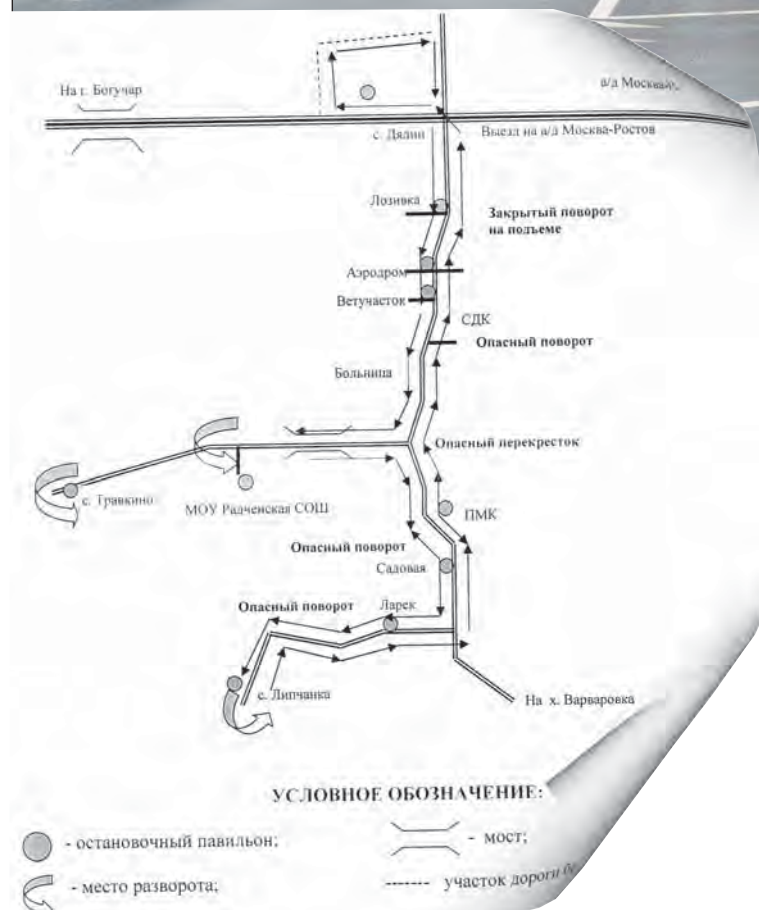 На г. Богучар
а/д Москва-
с. Дядин
Выезд на а/д Москва-Ростов
Лозивка
Закрытый поворот
на подъеме
Аэродром
Ветучасток
СДК
Опасный поворот
Больница
Опасный перекресток
с. Травкино
МОУ Радченская СОШ
ПМК
Опасный поворот
Садовая
Опасный поворот
Ларек
с. Липчанка
На х. Варваровка
УСЛОВНОЕ ОБОЗНАЧЕНИЕ:
- остановочный павильон;
- мост;
- место разворота;
участок дороги